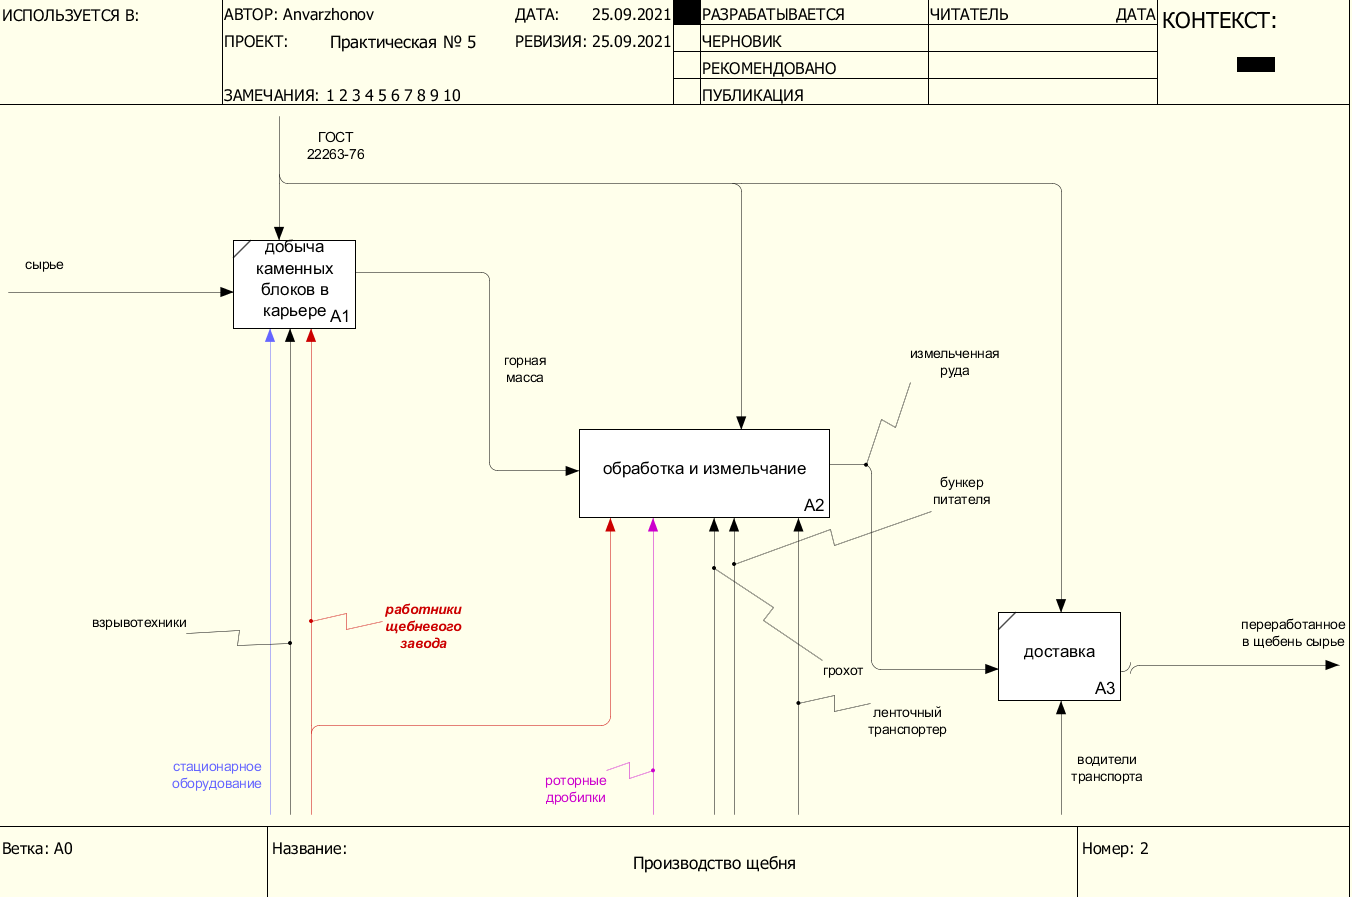 ИСПОЛЬЗУЕТСЯ В:
АВТОР: Anvarzhonov
ДАТА: 25.09.2021
ПРОЕКТ: Практическая № 5
РЕВИЗИЯ: 25.09.2021
ЗАМЕЧАНИЯ: 1 2 3 4 5 6 7 8 9 10
РАЗРАБАТЫВАЕТСЯ
ЧЕРНОВИК
РЕКОМЕНДОВАНО
ПУБЛИКАЦИЯ
ЧИТАТЕЛЬ
ДАТА
КОНТЕКСТ:
ГОСТ
22263-76
сырье
добыча
каменных
блоков в
карьере
A1
горная
масса
измельченная
руда
обработка и измельчание
A2
бункер
питателя
взрывотехники
работники
щебневого
завода
грохот
переработанное
в щебень сырье
доставка
A3
ленточный
транспортер
стационарное
оборудование
роторные
дробилки
водители
транспорта
Ветка: A0
Название:
Производство щебня
Номер: 2